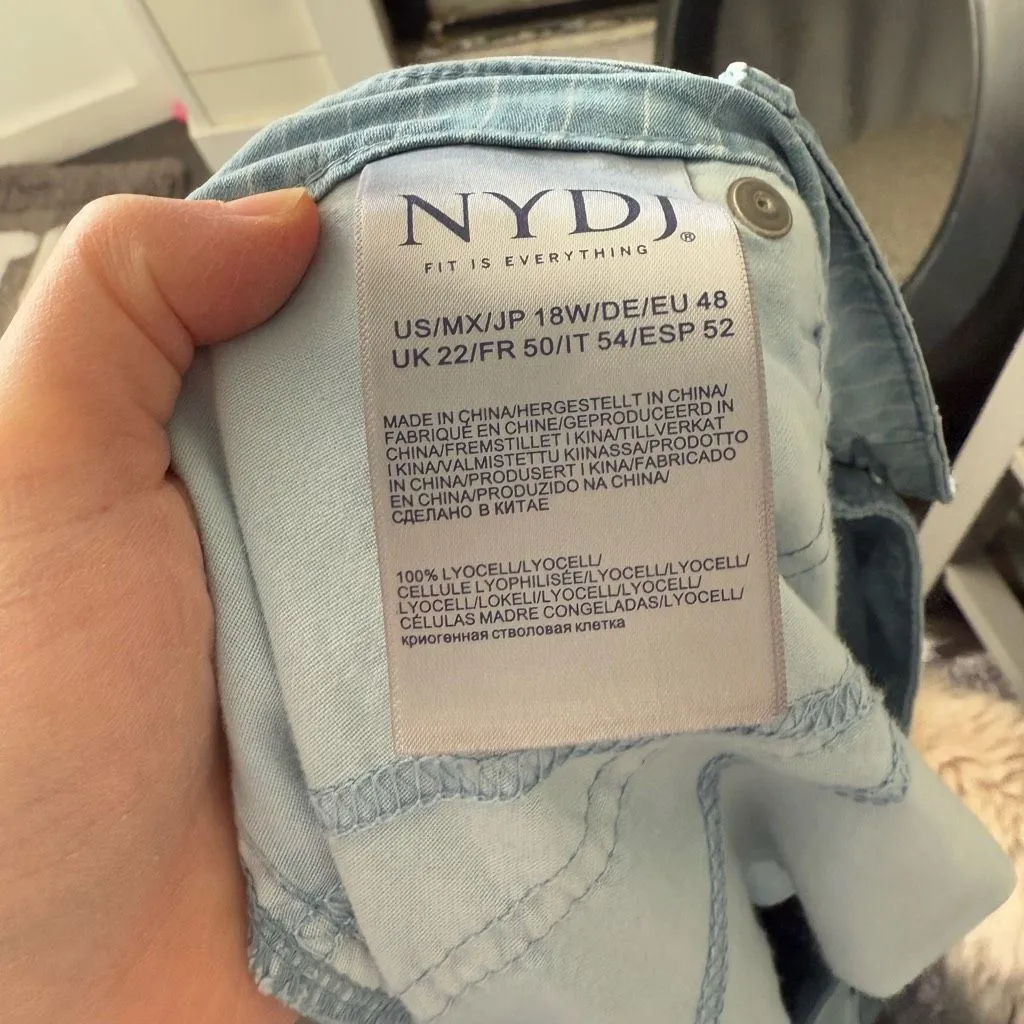 NYDJ®
FIT IS EVERYTHING
US/MX/JP 18W/DE/EU 48
UK 22/FR 50/IT 54/ESP 52
MADE IN CHINA/HERGESTELLT IN CHINA/
FABRIQUÉ EN CHINE/GEPRODUCEERD IN
CHINA/FREMSTILLET I KINA/TILLVERKAT
I KINA/VALMISTETTU KIINASSA/PRODOTTO
IN CHINA/PRODUSERT I KINA/FABRICADO
EN CHINA/PRODUZIDO NA CHINA/
СДЕЛАНО В КИТАЕ
100% LYOCELL/LYOCELL/
CELLULE LYOPHILISÉE/LYOCELL/LYOCELL/
LYOCELL/LOKELI/LYOCELL/LYOCELL/
CÉLULAS MADRE CONGELADAS/LYOCELL/
криогенная стволовая клетка